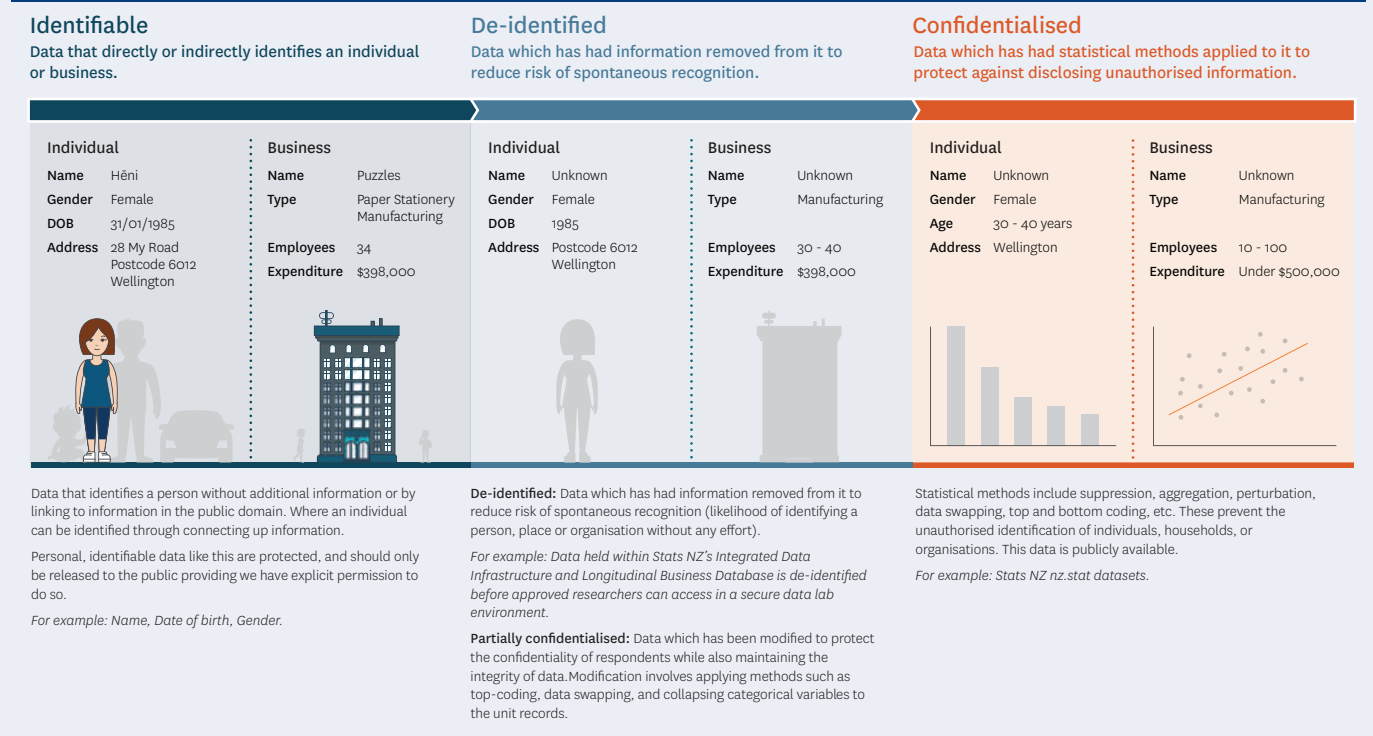 Identifiable
Data that directly or indirectly identifies an individual
or business.
De-identified
Data which has had information removed from it to
reduce risk of spontaneous recognition.
Confidentialised
Data which has had statistical methods applied to it to
protect against disclosing unauthorised information.
Individual
Name Hēni
Gender Female
DOB 31/01/1985
Address 28 My Road
Postcode 6012
Wellington
Business
Name Puzzles
Type Paper Stationery
Manufacturing
Employees 34
Expenditure $398,000
Individual
Name Unknown
Gender Female
DOB 1985
Address Postcode 6012
Wellington
Business
Name Unknown
Type Manufacturing
Employees 30 - 40
Expenditure $398,000
Individual
Name Unknown
Gender Female
Age 30 - 40 years
Address Wellington
Business
Name Unknown
Type Manufacturing
Employees 10 - 100
Expenditure Under $500,000
Data that identifies a person without additional information or by
linking to information in the public domain. Where an individual
can be identified through connecting up information.
Personal, identifiable data like this are protected, and should only
be released to the public providing we have explicit permission to
do so.
For example: Name, Date of birth, Gender.
De-identified: Data which has had information removed from it to
reduce risk of spontaneous recognition (likelihood of identifying a
person, place or organisation without any effort).
For example: Data held within Stats NZ's Integrated Data
Infrastructure and Longitudinal Business Database is de-identified
before approved researchers can access in a secure data lab
environment.
Partially confidentialised: Data which has been modified to protect
the confidentiality of respondents while also maintaining the
integrity of data.Modification involves applying methods such as
top-coding, data swapping, and collapsing categorical variables to
the unit records.
Statistical methods include suppression, aggregation, perturbation,
data swapping, top and bottom coding, etc. These prevent the
unauthorised identification of individuals, households, or
organisations. This data is publicly available.
For example: Stats NZ nz.stat datasets.